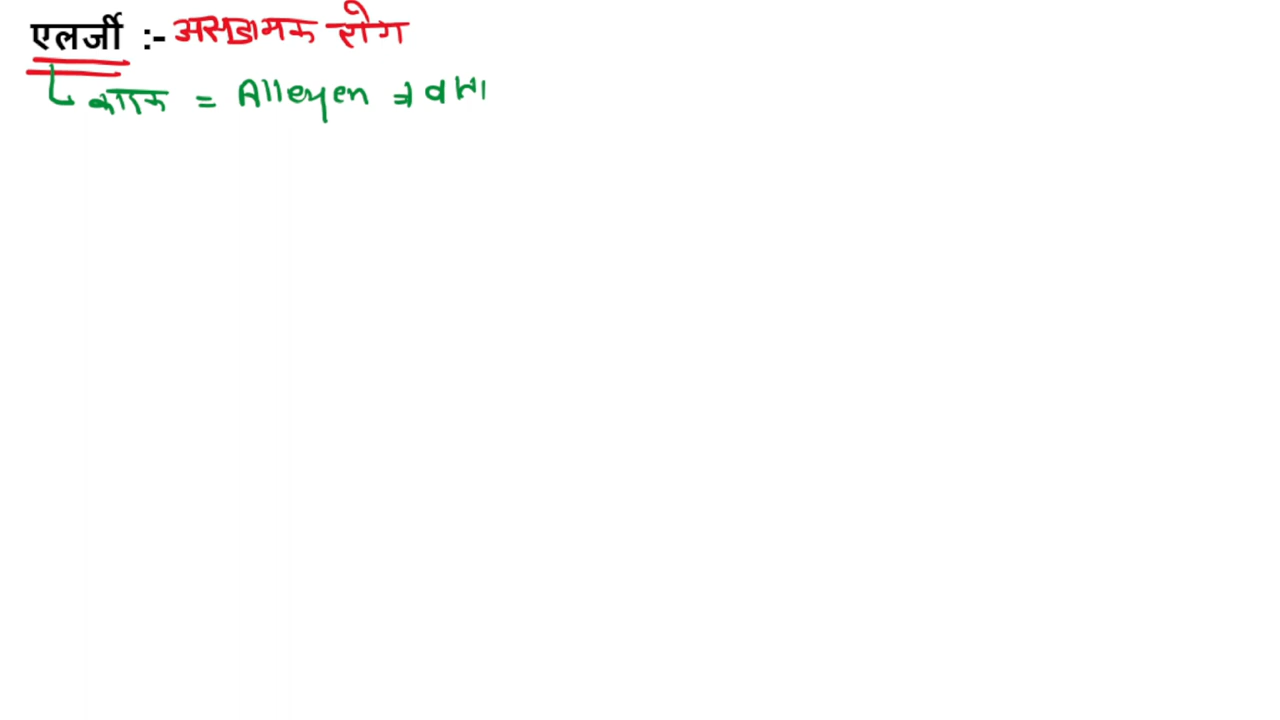 एलर्जी :- असंक्रामक रोग
कारक = Allergen →